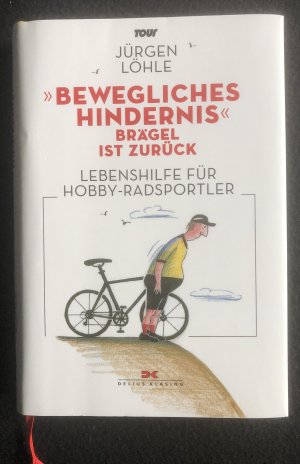 TOUR
JÜRGEN
LÖHLE
»BEWEGLICHES
HINDERNIS«
BRÄGEL
IST ZURÜCK
LEBENSHILFE FÜR
HOBBY-RADSPORTLER
DELIUS KLASING